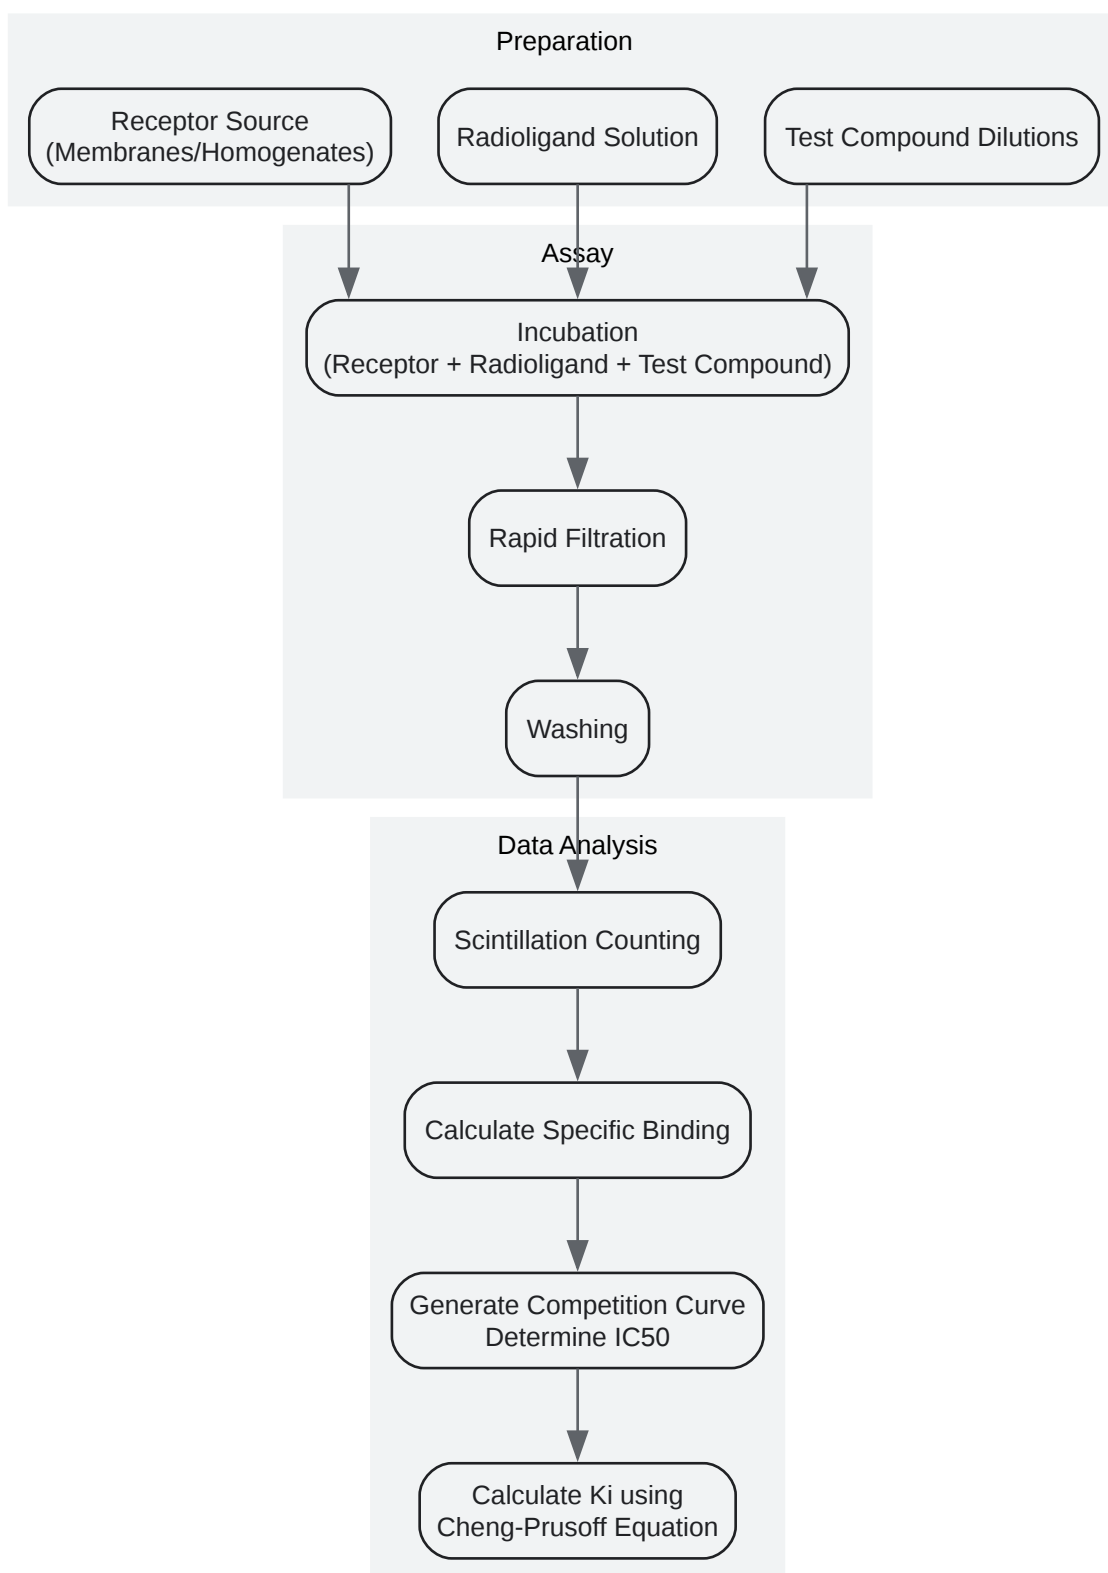 Preparation
Receptor Source
(Membranes/Homogenates)
Radioligand Solution
Test Compound Dilutions
Assay
Incubation
(Receptor + Radioligand + Test Compound)
Rapid Filtration
Washing
Data Analysis
Scintillation Counting
Calculate Specific Binding
Generate Competition Curve
Determine IC50
Calculate Ki using
Cheng-Prusoff Equation